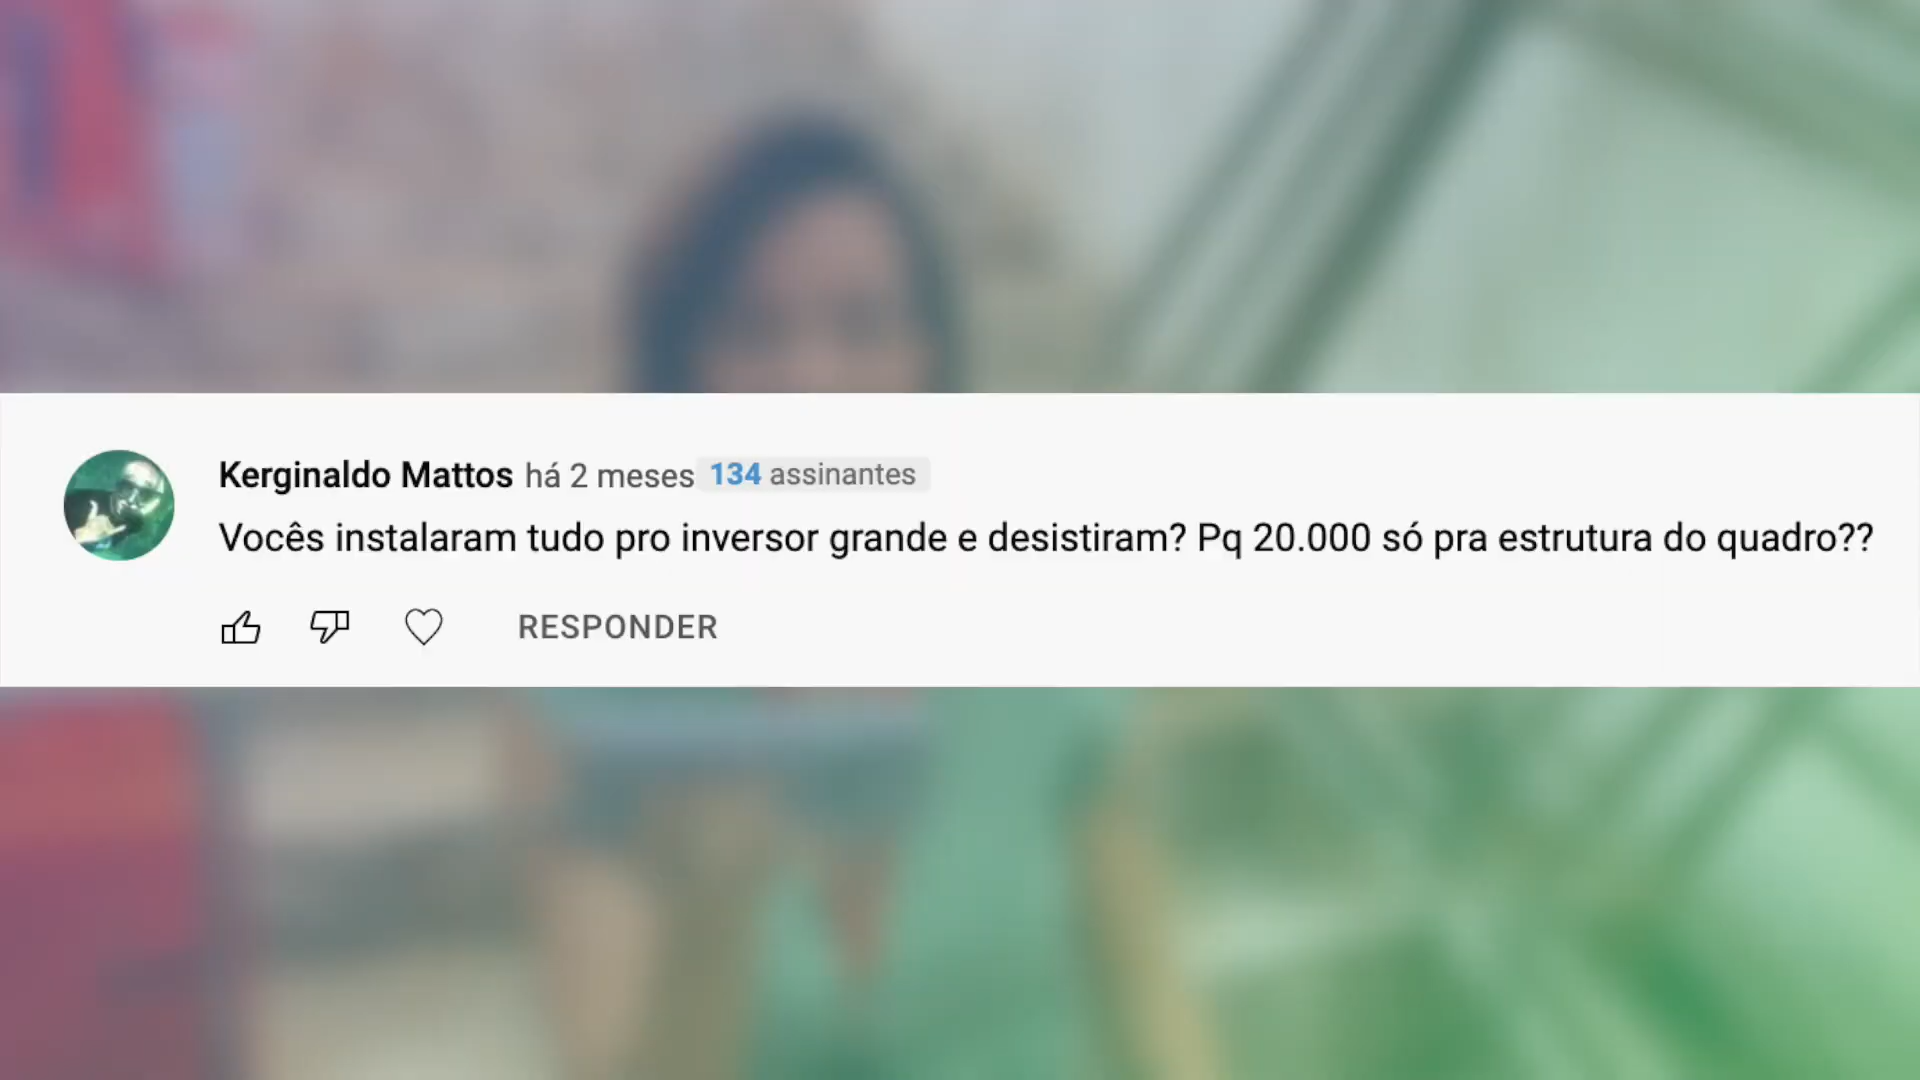 Kerginaldo Mattos há 2 meses 134 assinantes
Vocês instalaram tudo pro inversor grande e desistiram? Pq 20.000 só pra estrutura do quadro??
RESPONDER